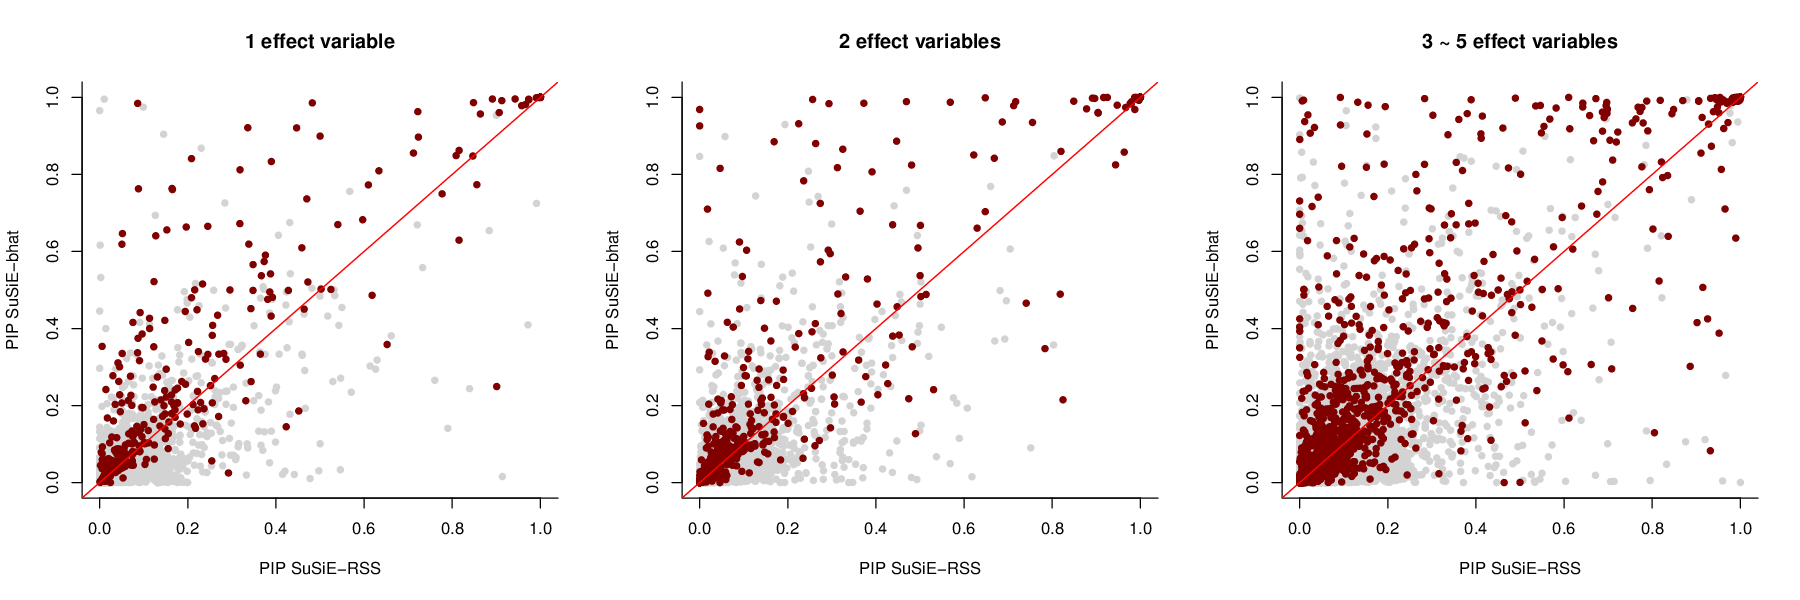 1 effect variable
PIP SuSiE−bhat
1.0
0.8
0.6
0.4
0.2
0.0
0.0 0.2 0.4 0.6 0.8 1.0
PIP SuSiE−RSS
2 effect variables
PIP SuSiE−bhat
1.0
0.8
0.6
0.4
0.2
0.0
0.0 0.2 0.4 0.6 0.8 1.0
PIP SuSiE−RSS
3 ~ 5 effect variables
PIP SuSiE−bhat
1.0
0.8
0.6
0.4
0.2
0.0
0.0 0.2 0.4 0.6 0.8 1.0
PIP SuSiE−RSS